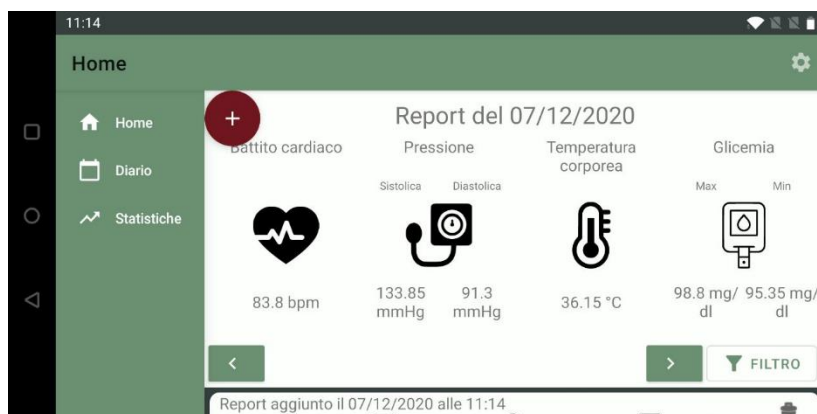 11:14
Home
Home
Diario
Statistiche
+
Report del 07/12/2020
Battito cardiaco
Pressione
Temperatura
corporea
Glicemia
Sistolica Diastolica
Max Min
83.8 bpm
133.85
mmHg
91.3
mmHg
36.15 °C
98.8 mg/
dl
95.35 mg/
dl
FILTRO
Report aggiunto il 07/12/2020 alle 11:14